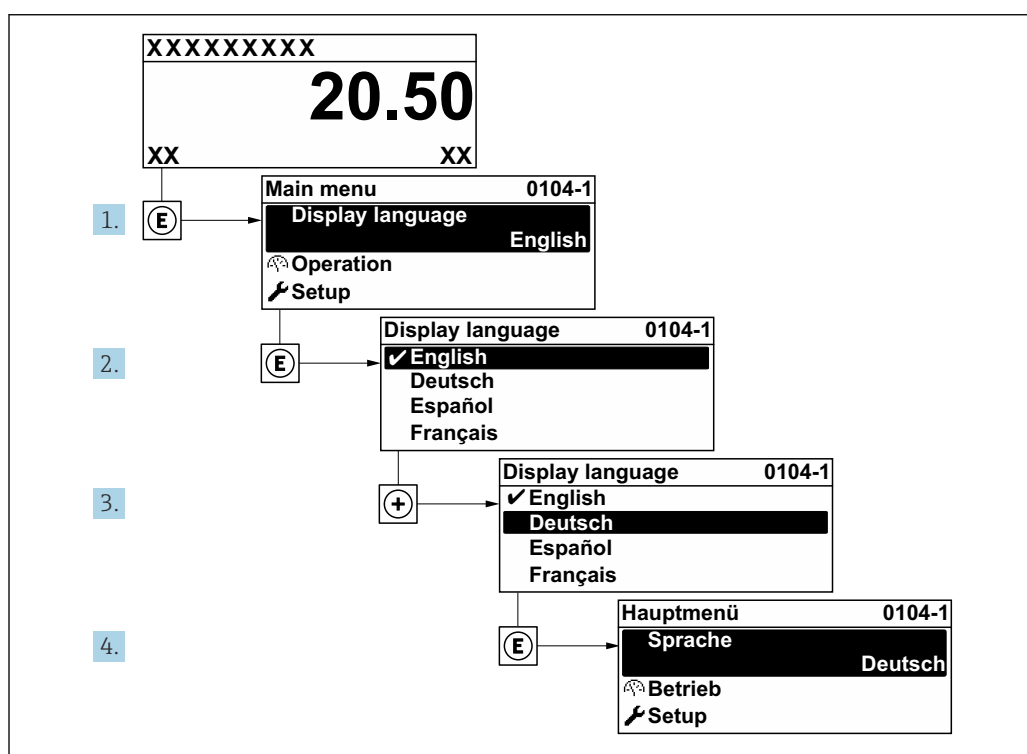 XXXXXXXXX
20.50
XX XX
1. E
Main menu 0104-1
Display language
English
Operation
Setup
2. E
Display language 0104-1
✔English
Deutsch
Español
Français
3. +
Display language 0104-1
✔English
Deutsch
Español
Français
4. E
Hauptmenü 0104-1
Sprache
Deutsch
Betrieb
Setup